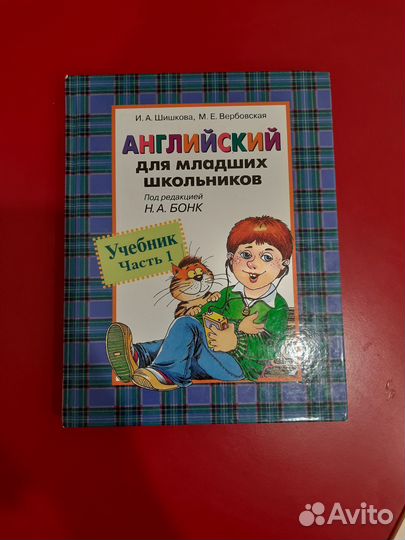 И. А. Шишкова, М. Е. Вербовская
АНГЛИЙСКИЙ
ДЛЯ МЛАДШИХ
ШКОЛЬНИКОВ
Под редакцией
Н. А. БОНК
Учебник
Часть 1
Avito